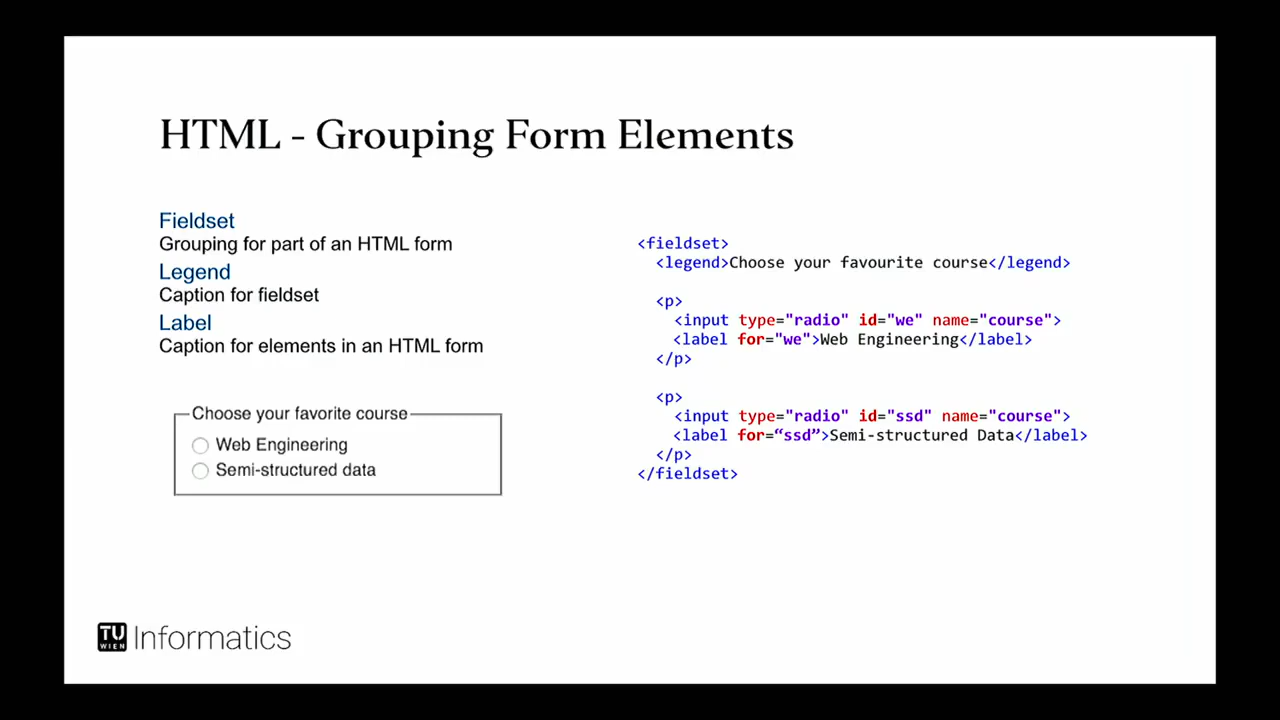 HTML - Grouping Form Elements
Fieldset
Grouping for part of an HTML form
Legend
Caption for fieldset
Label
Caption for elements in an HTML form
Choose your favorite course
Web Engineering
Semi-structured data
<fieldset>
<legend>Choose your favourite course</legend>
<p>
<input type="radio" id="we" name="course">
<label for="we">Web Engineering</label>
</p>
<p>
<input type="radio" id="ssd" name="course">
<label for=“ssd”>Semi-structured Data</label>
</p>
</fieldset>
TU
WIEN
Informatics